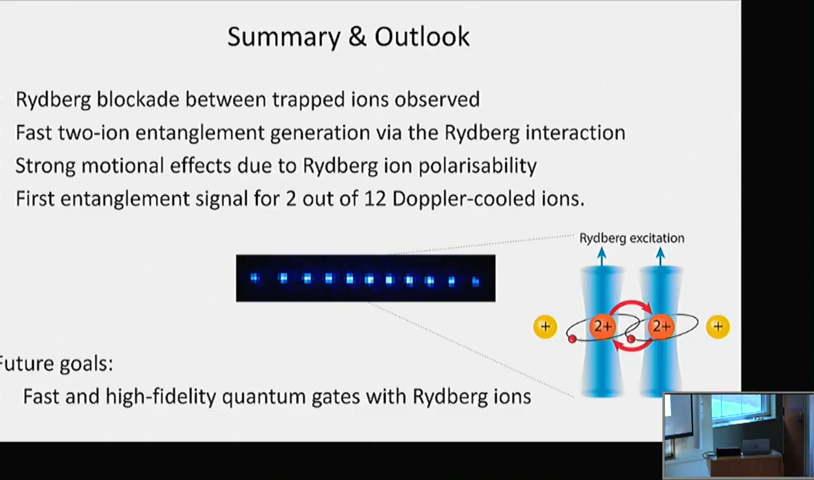 Summary & Outlook
Rydberg blockade between trapped ions observed
Fast two-ion entanglement generation via the Rydberg interaction
Strong motional effects due to Rydberg ion polarisability
First entanglement signal for 2 out of 12 Doppler-cooled ions.
Rydberg excitation
+ 2+ 2+ +
Future goals:
Fast and high-fidelity quantum gates with Rydberg ions